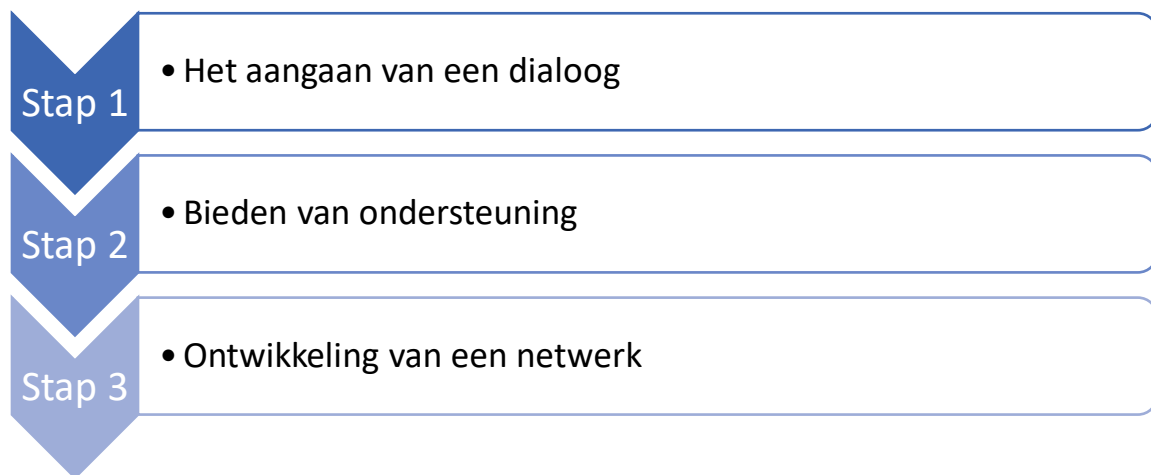 Stap 1
• Het aangaan van een dialoog
Stap 2
• Bieden van ondersteuning
Stap 3
• Ontwikkeling van een netwerk